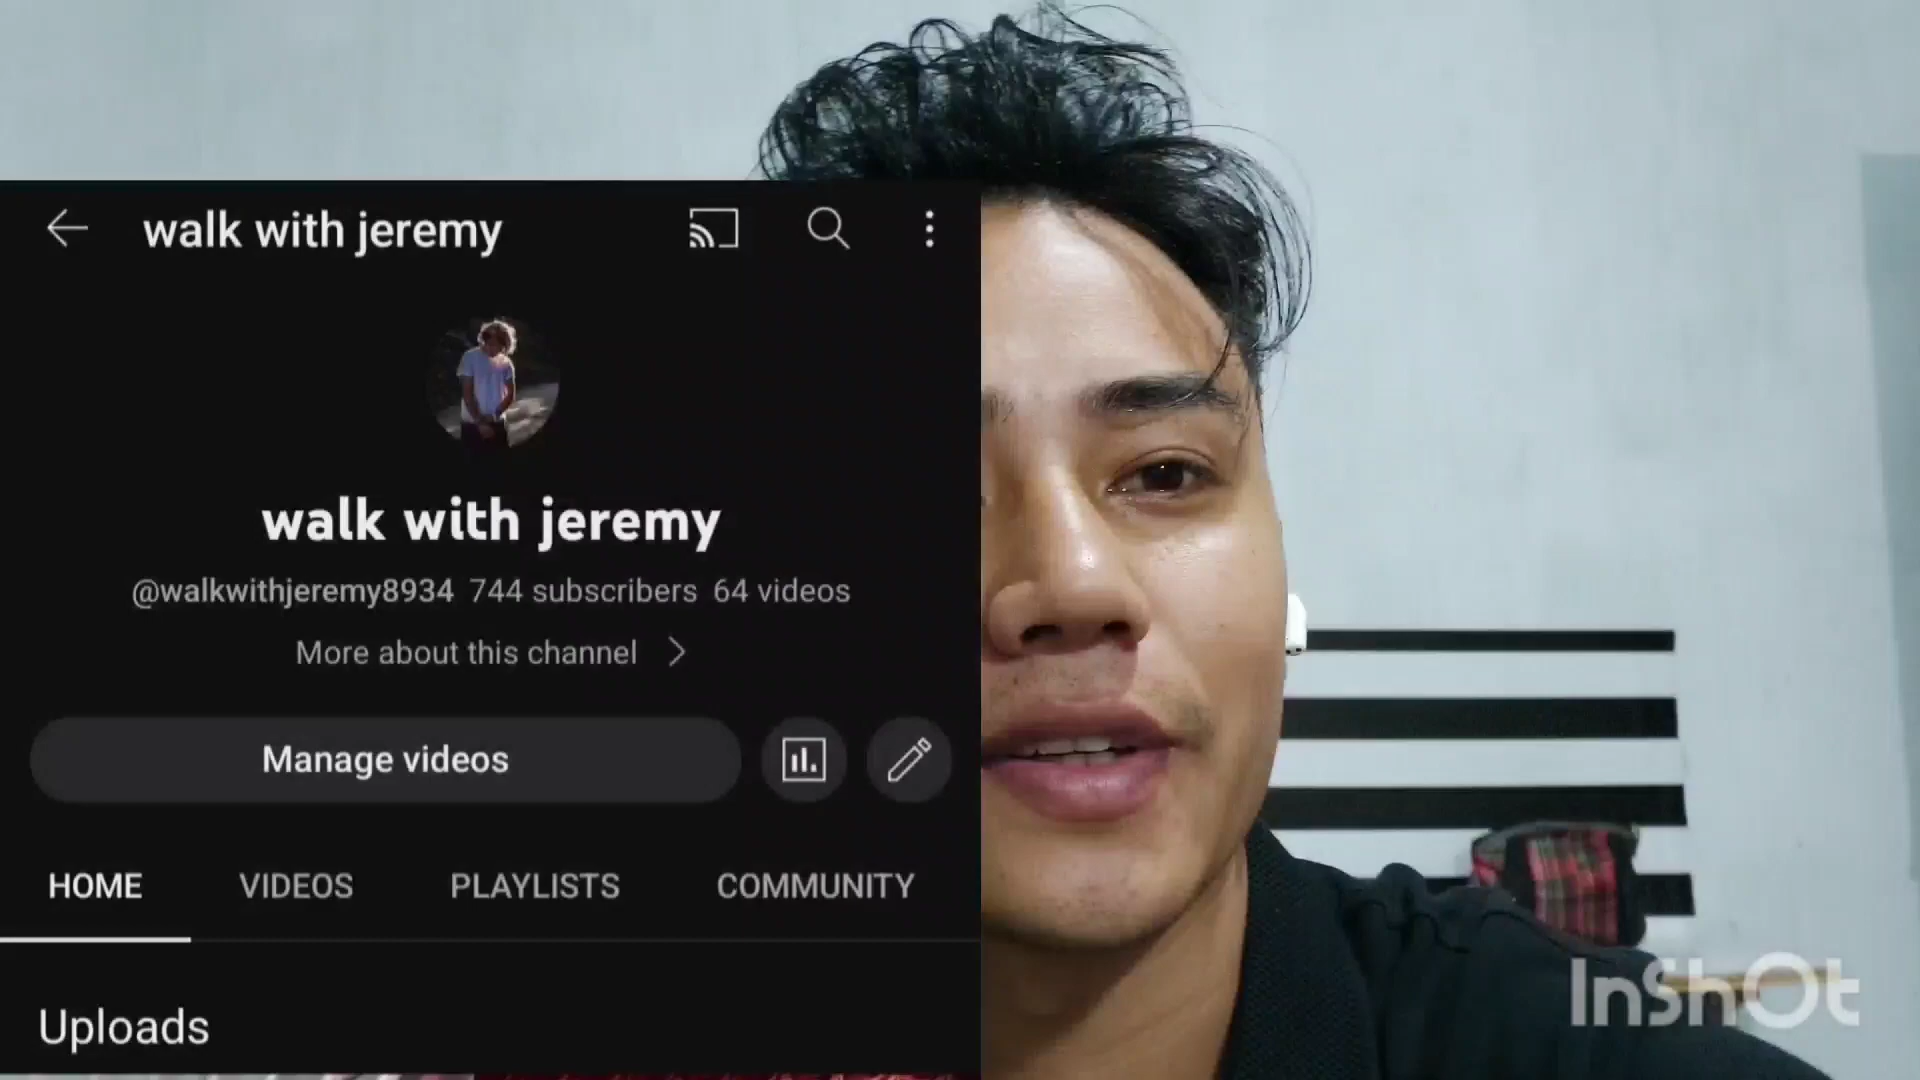 walk with jeremy
walk with jeremy
@walkwithjeremy8934 744 subscribers 64 videos
More about this channel
Manage videos
HOME VIDEOS PLAYLISTS COMMUNITY
Uploads
InShOt